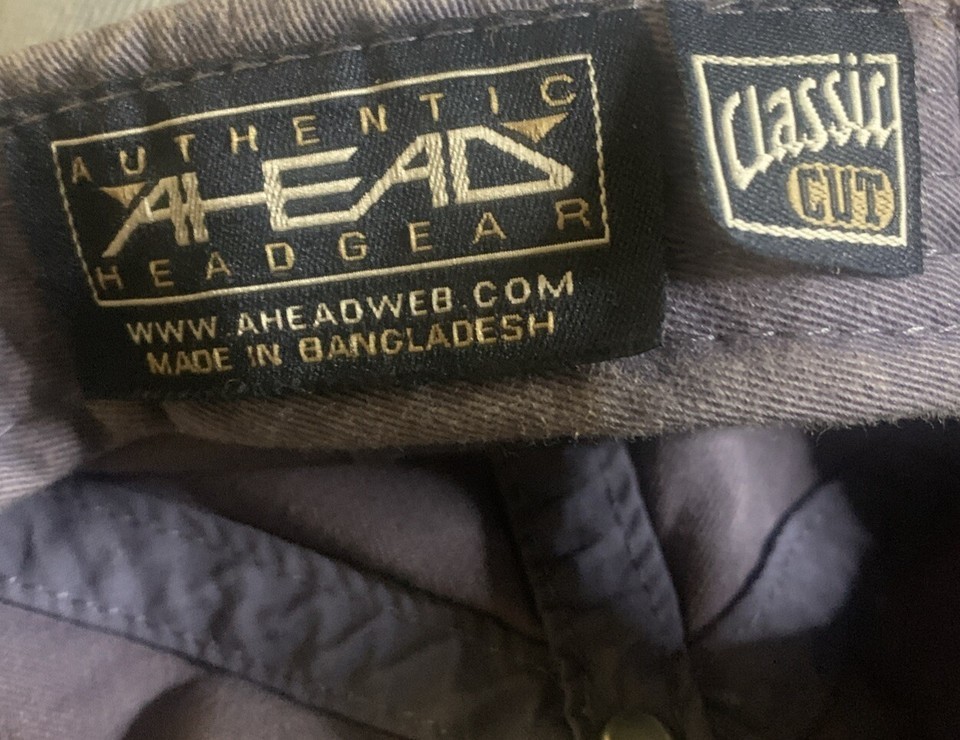 AUTHENTIC
AHEAD
HEADGEAR
WWW.AHEADWEB.COM
MADE IN BANGLADESH
Classic
CUT